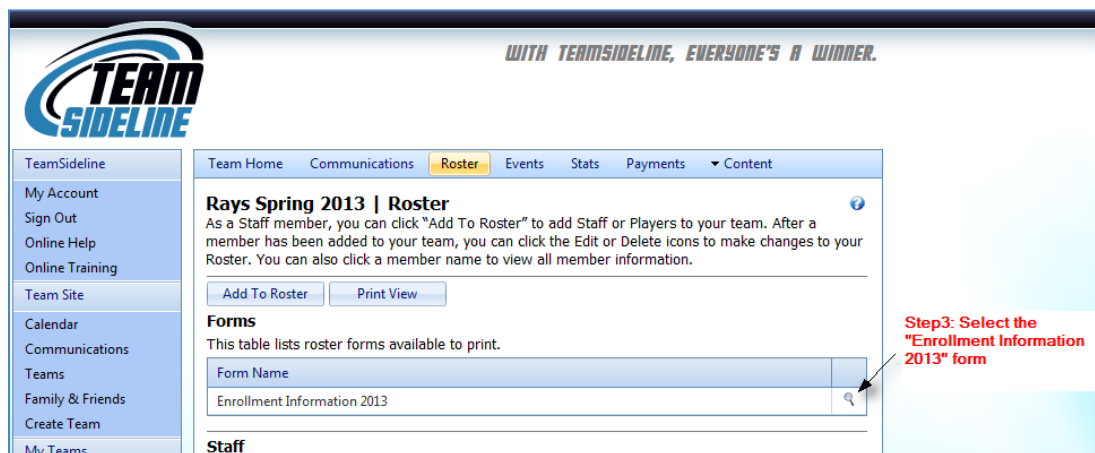 WITH TEAMSIDELINE, EVERYONE'S A WINNER.
TEAM
SIDELINE
TeamSideline
My Account
Sign Out
Online Help
Online Training
Team Site
Calendar
Communications
Teams
Family & Friends
Create Team
My Teams
Team Home Communications Roster Events Stats Payments Content
Rays Spring 2013 | Roster
As a Staff member, you can click "Add To Roster" to add Staff or Players to your team. After a
member has been added to your team, you can click the Edit or Delete icons to make changes to your
Roster. You can also click a member name to view all member information.
Add To Roster Print View
Forms
This table lists roster forms available to print.
Form Name
Enrollment Information 2013
Staff
Step3: Select the
"Enrollment Information
2013" form